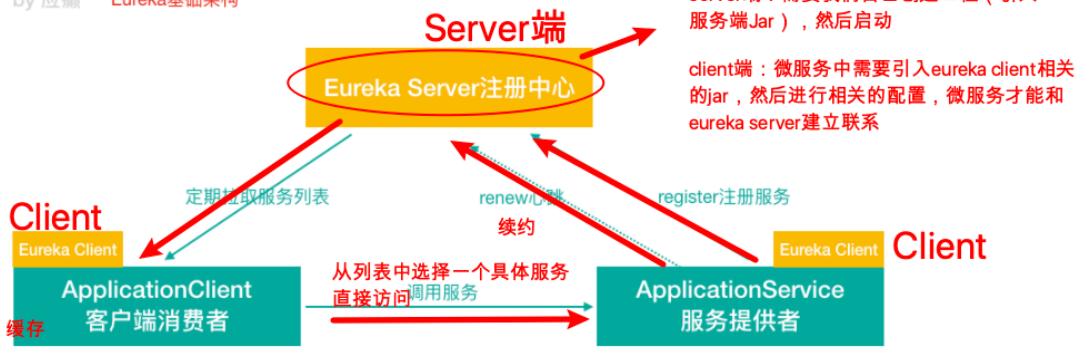 by 应癫 Eureka基础架构
服务端Jar），然后启动
Server端
Eureka Server注册中心
client端：微服务中需要引入eureka client相关
的jar，然后进行相关的配置，微服务才能和
eureka server建立联系
定期拉取服务列表
renew心跳
register注册服务
续约
Client
Eureka Client
Eureka Client
Client
从列表中选择一个具体服务
直接访问
调用服务
ApplicationClient
客户端消费者
缓存
ApplicationService
服务提供者